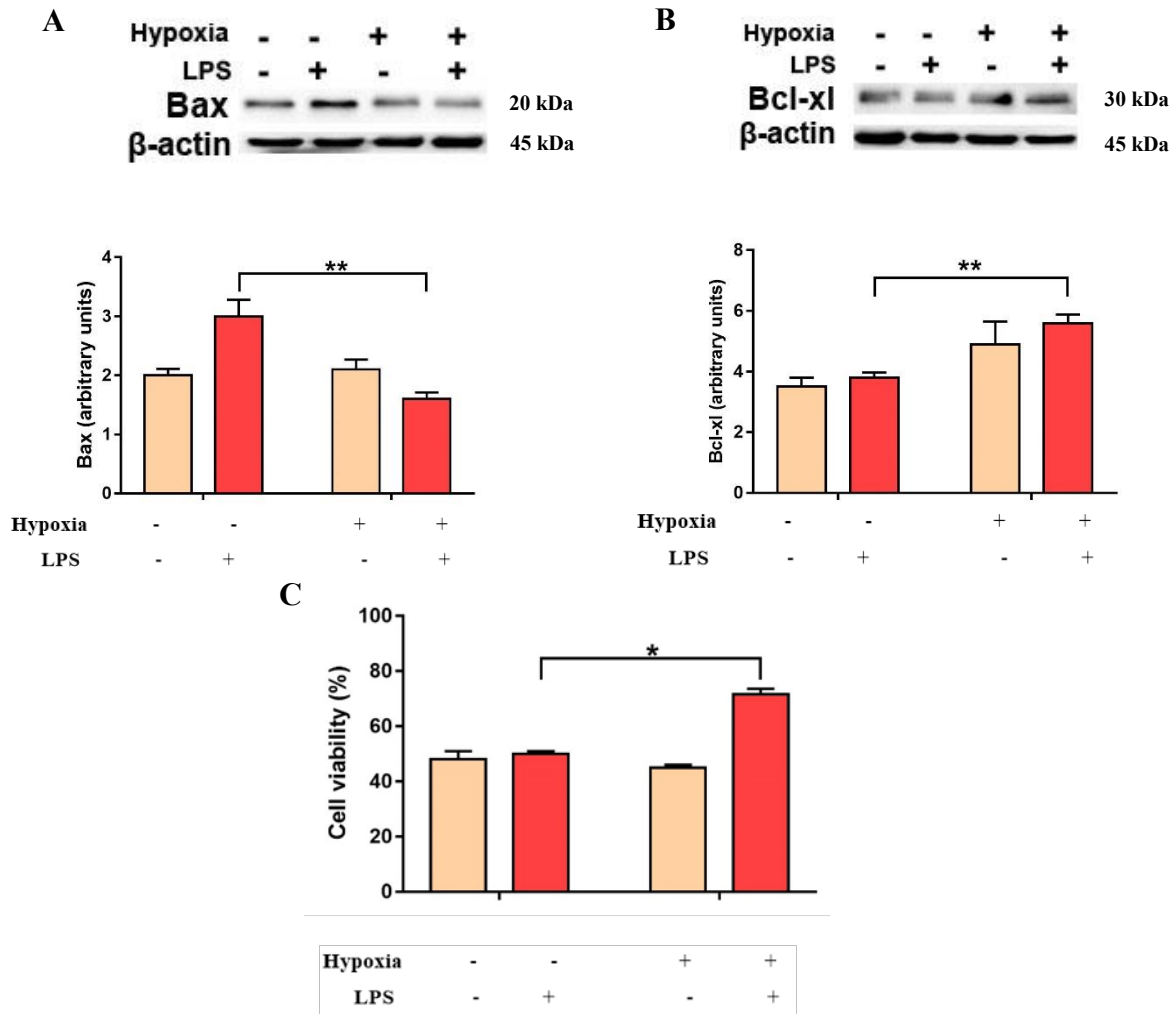 A
Hypoxia - - + +
LPS - + - +
Bax 20 kDa
β-actin 45 kDa
B
Hypoxia - - + +
LPS - + - +
Bcl-xl 30 kDa
β-actin 45 kDa
Bax (arbitrary units)
4
3
2
1
0
**
Hypoxia - - + +
LPS - + - +
Bcl-xl (arbitrary units)
8
6
4
2
0
**
Hypoxia - - + +
LPS - + - +
C
Cell viability (%)
100
80
60
40
20
0
*
Hypoxia - - + +
LPS - + - +